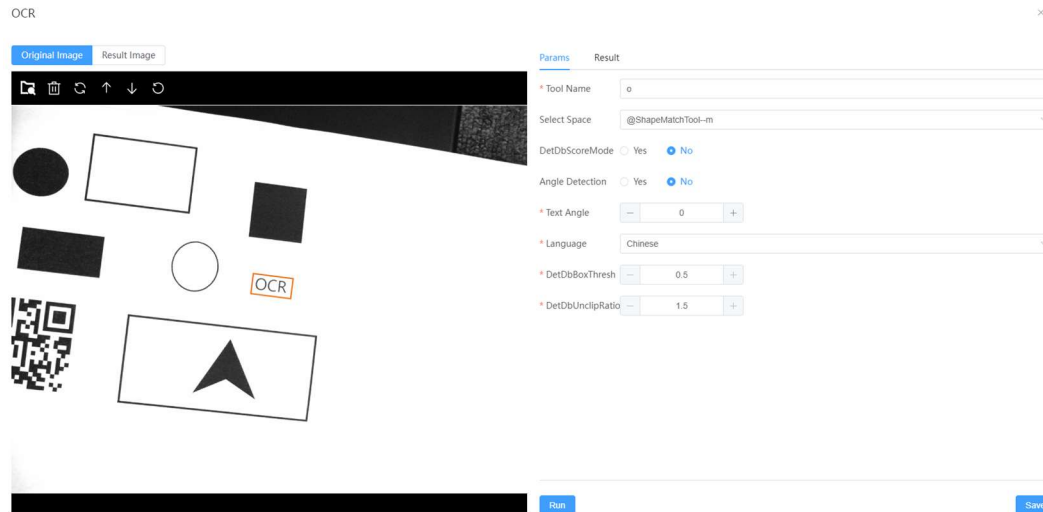 OCR
Original Image Result Image
Params Result
* Tool Name o
Select Space @ShapeMatchTool--m
DetDbScoreMode Yes No
Angle Detection Yes No
* Text Angle − 0 +
* Language Chinese
OCR
* DetDbBoxThresh − 0.5 +
* DetDbUnclipRatio − 1.5 +
Run Save